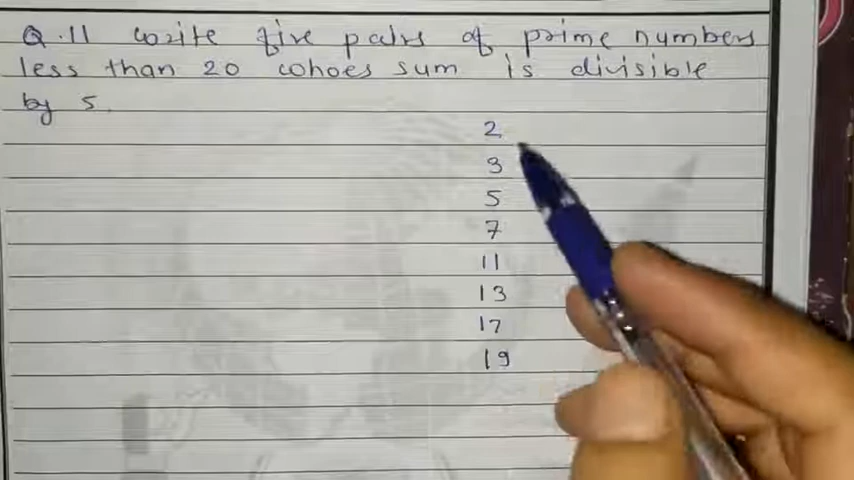 Q.11 write five pairs of prime numbers
less than 20 whoes sum is divisible
by 5.
2
3
5
7
11
13
17
19